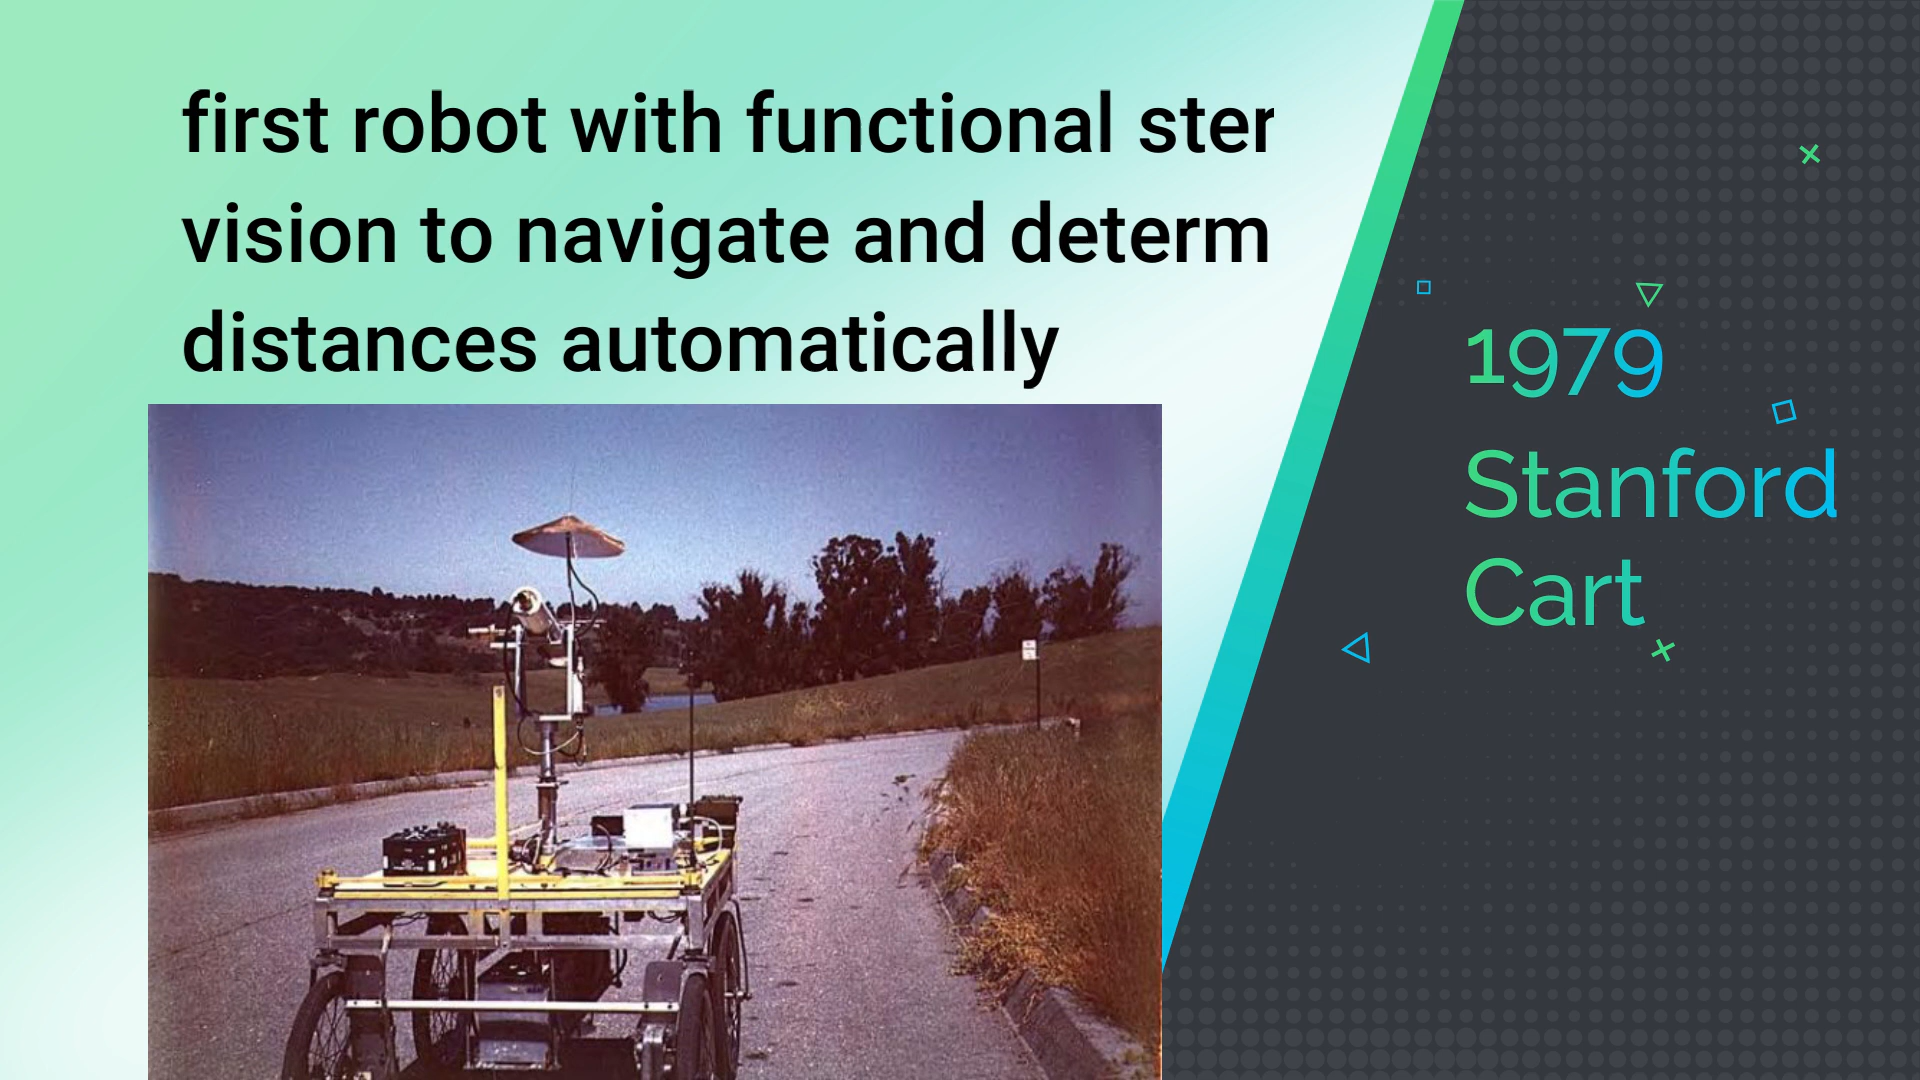 first robot with functional ster
vision to navigate and determ
distances automatically
1979
Stanford
Cart